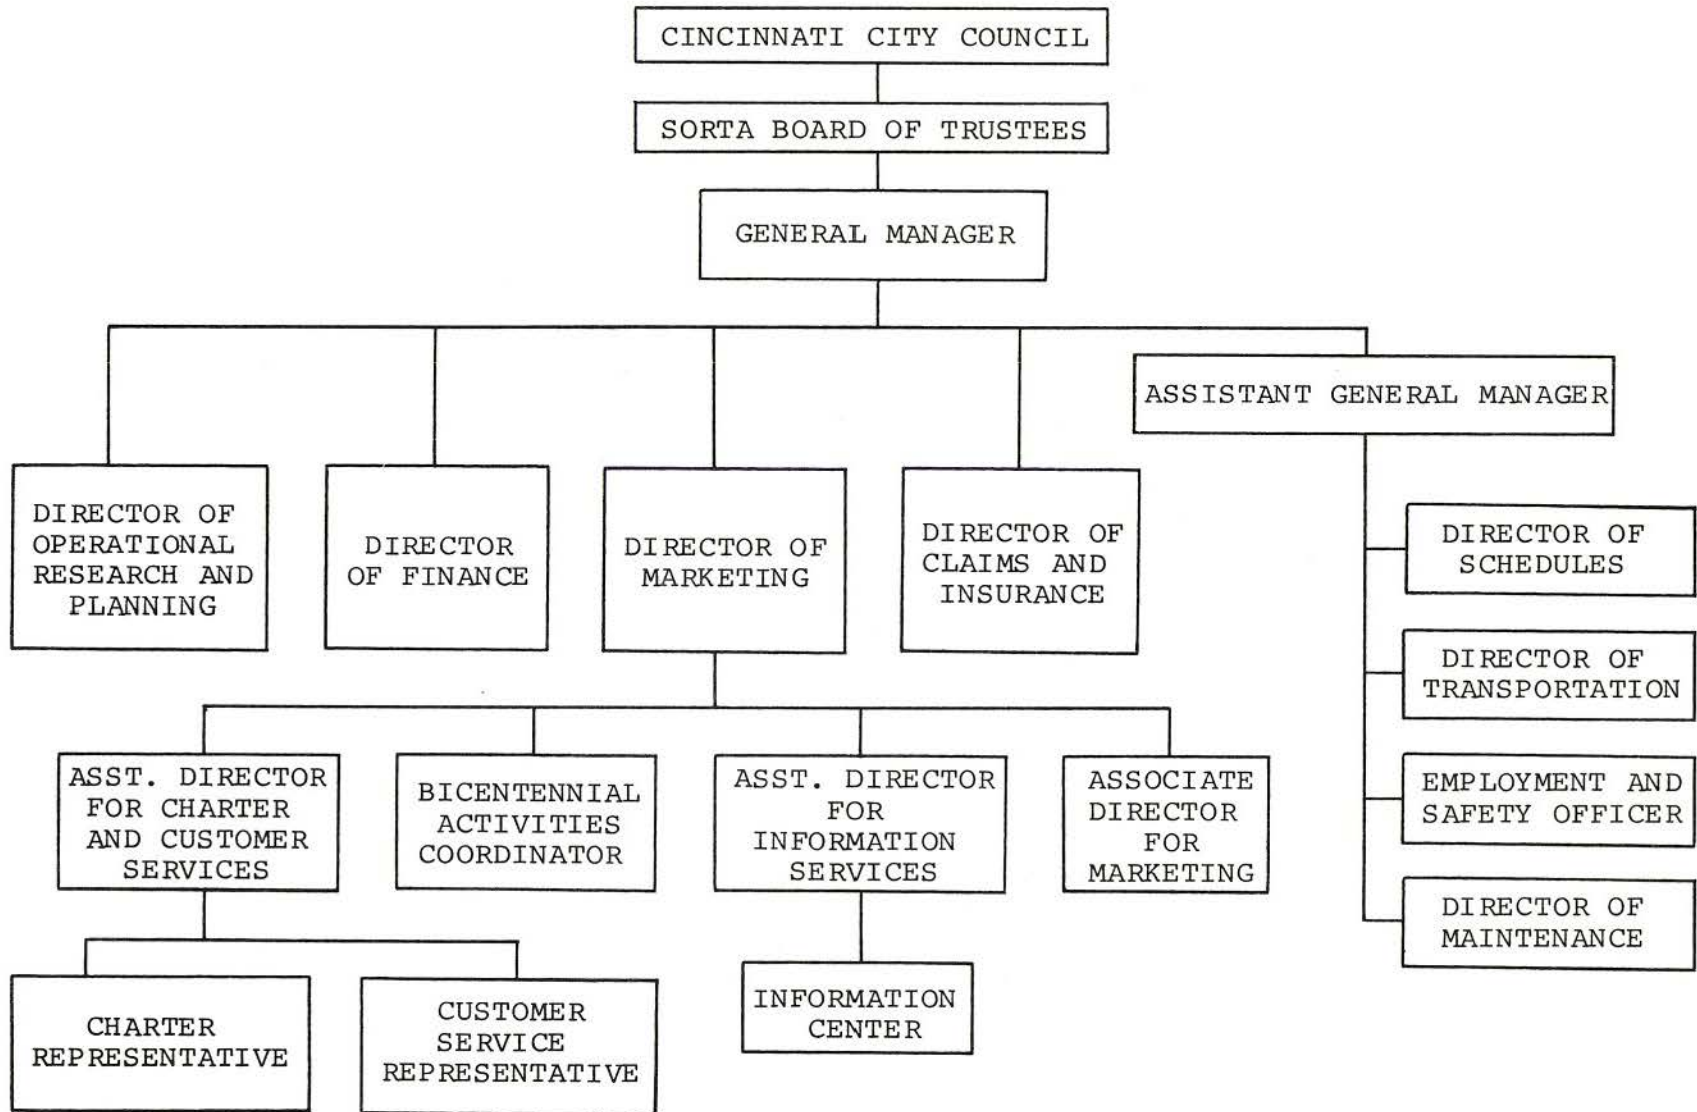 CINCINNATI CITY COUNCIL
SORTA BOARD OF TRUSTEES
GENERAL MANAGER
ASSISTANT GENERAL MANAGER
DIRECTOR OF
OPERATIONAL
RESEARCH AND
PLANNING
DIRECTOR
OF FINANCE
DIRECTOR OF
MARKETING
DIRECTOR OF
CLAIMS AND
INSURANCE
DIRECTOR OF
SCHEDULES
DIRECTOR OF
TRANSPORTATION
EMPLOYMENT AND
SAFETY OFFICER
DIRECTOR OF
MAINTENANCE
ASST. DIRECTOR
FOR CHARTER
AND CUSTOMER
SERVICES
BICENTENNIAL
ACTIVITIES
COORDINATOR
ASST. DIRECTOR
FOR
INFORMATION
SERVICES
ASSOCIATE
DIRECTOR
FOR
MARKETING
CHARTER
REPRESENTATIVE
CUSTOMER
SERVICE
REPRESENTATIVE
INFORMATION
CENTER